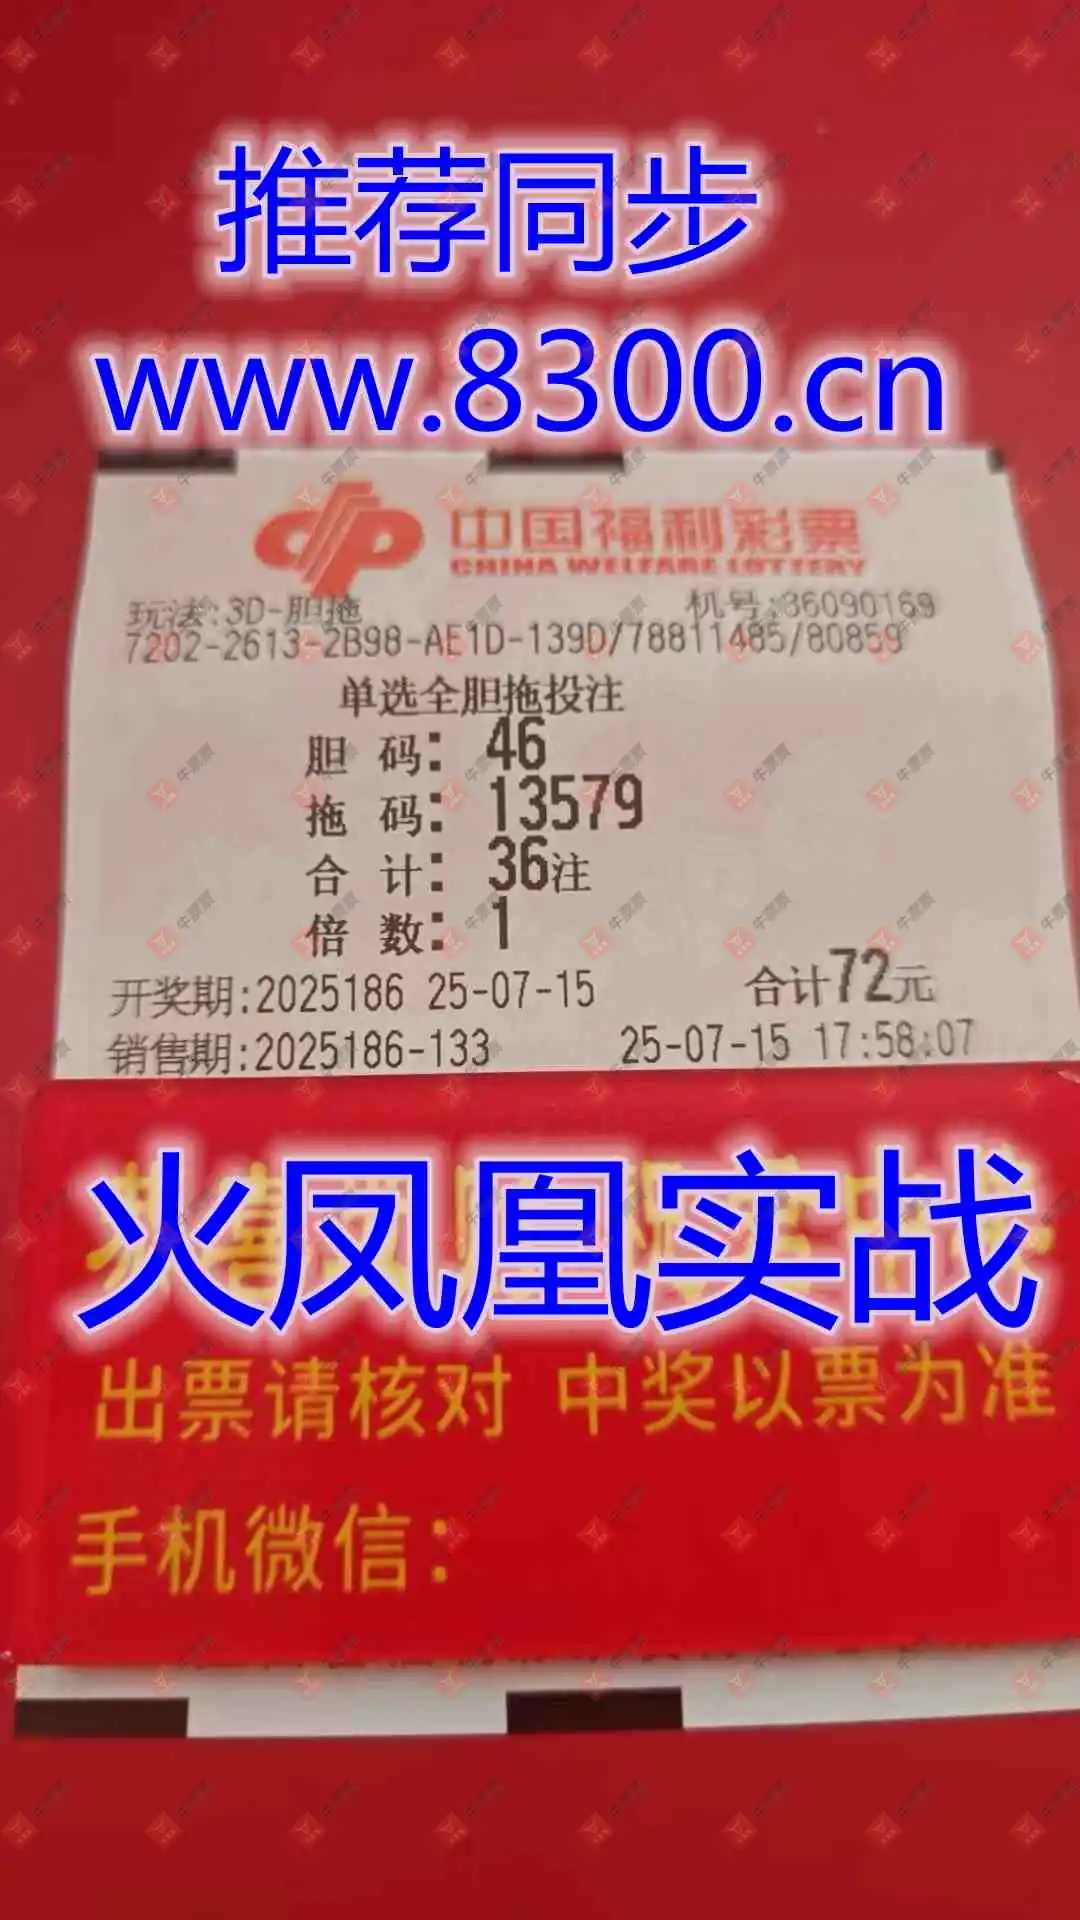 推荐同步
www.8300.cn
中国福利彩票
CHINA WELFARE LOTTERY
玩法:3D-胆拖 机号:36090169
7202-2613-2B98-AE1D-139D/78811485/80859
单选全胆拖投注
胆 码: 46
拖 码: 13579
合 计: 36注
倍 数: 1
开奖期:2025186 25-07-15 合计72元
销售期:2025186-133 25-07-15 17:58:07
火凤凰实战
出票请核对 中奖以票为准
手机微信:
牛票票